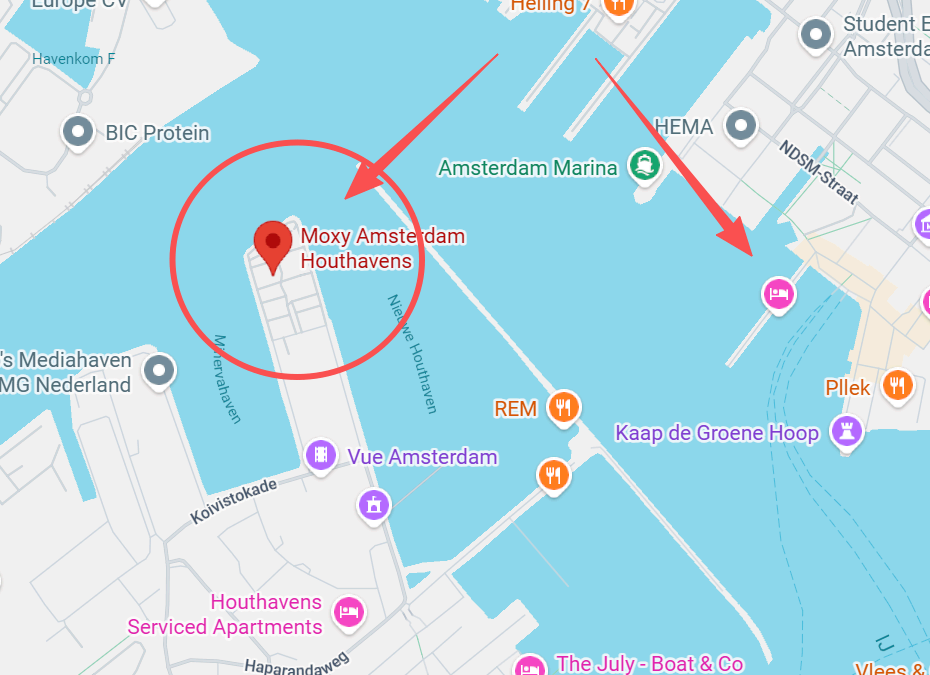 Europe CV
Helling 7
Student E
Amsterda
Havenkom F
BIC Protein
HEMA
NDSM-Straat
Amsterdam Marina
Moxy Amsterdam
Houthavens
Nieuwe Houthaven
Minervahaven
's Mediahaven
MG Nederland
Pllek
REM
Kaap de Groene Hoop
Vue Amsterdam
Koivistokade
Houthavens
Serviced Apartments
Haparandaweg
The July - Boat & Co
IJ
Vlees &